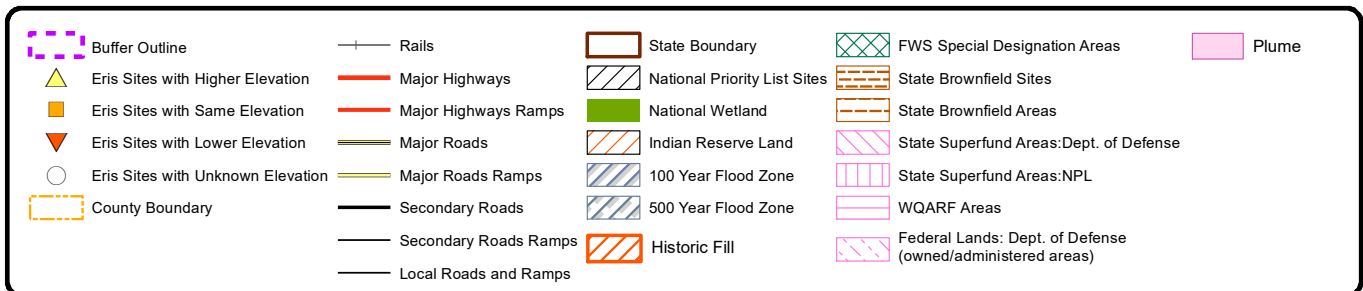 Buffer Outline
Eris Sites with Higher Elevation
Eris Sites with Same Elevation
Eris Sites with Lower Elevation
Eris Sites with Unknown Elevation
County Boundary
Rails
Major Highways
Major Highways Ramps
Major Roads
Major Roads Ramps
Secondary Roads
Secondary Roads Ramps
Local Roads and Ramps
State Boundary
National Priority List Sites
National Wetland
Indian Reserve Land
100 Year Flood Zone
500 Year Flood Zone
Historic Fill
FWS Special Designation Areas
State Brownfield Sites
State Brownfield Areas
State Superfund Areas:Dept. of Defense
State Superfund Areas:NPL
WQARF Areas
Federal Lands: Dept. of Defense
(owned/administered areas)
Plume